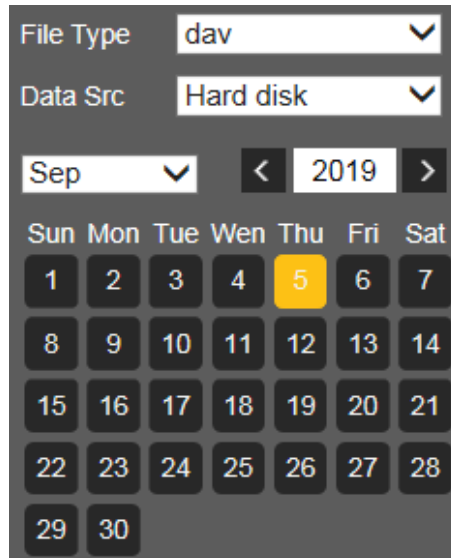 File Type dav
Data Src Hard disk
Sep < 2019 >
Sun Mon Tue Wen Thu Fri Sat
1 2 3 4 5 6 7
8 9 10 11 12 13 14
15 16 17 18 19 20 21
22 23 24 25 26 27 28
29 30